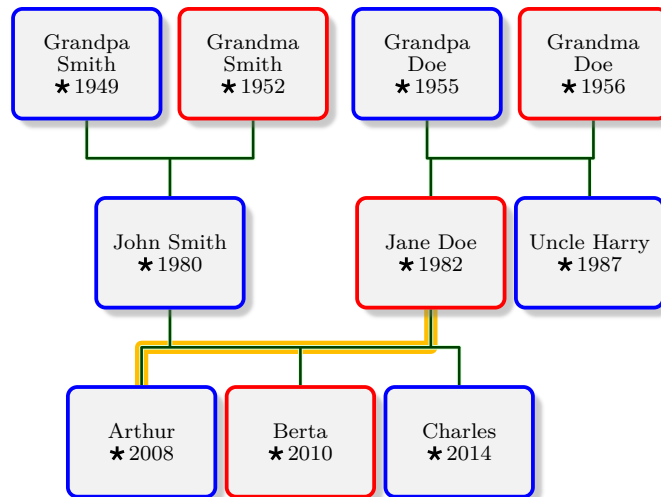 Grandpa
Smith
★ 1949
Grandma
Smith
★ 1952
Grandpa
Doe
★ 1955
Grandma
Doe
★ 1956
John Smith
★ 1980
Jane Doe
★ 1982
Uncle Harry
★ 1987
Arthur
★ 2008
Berta
★ 2010
Charles
★ 2014